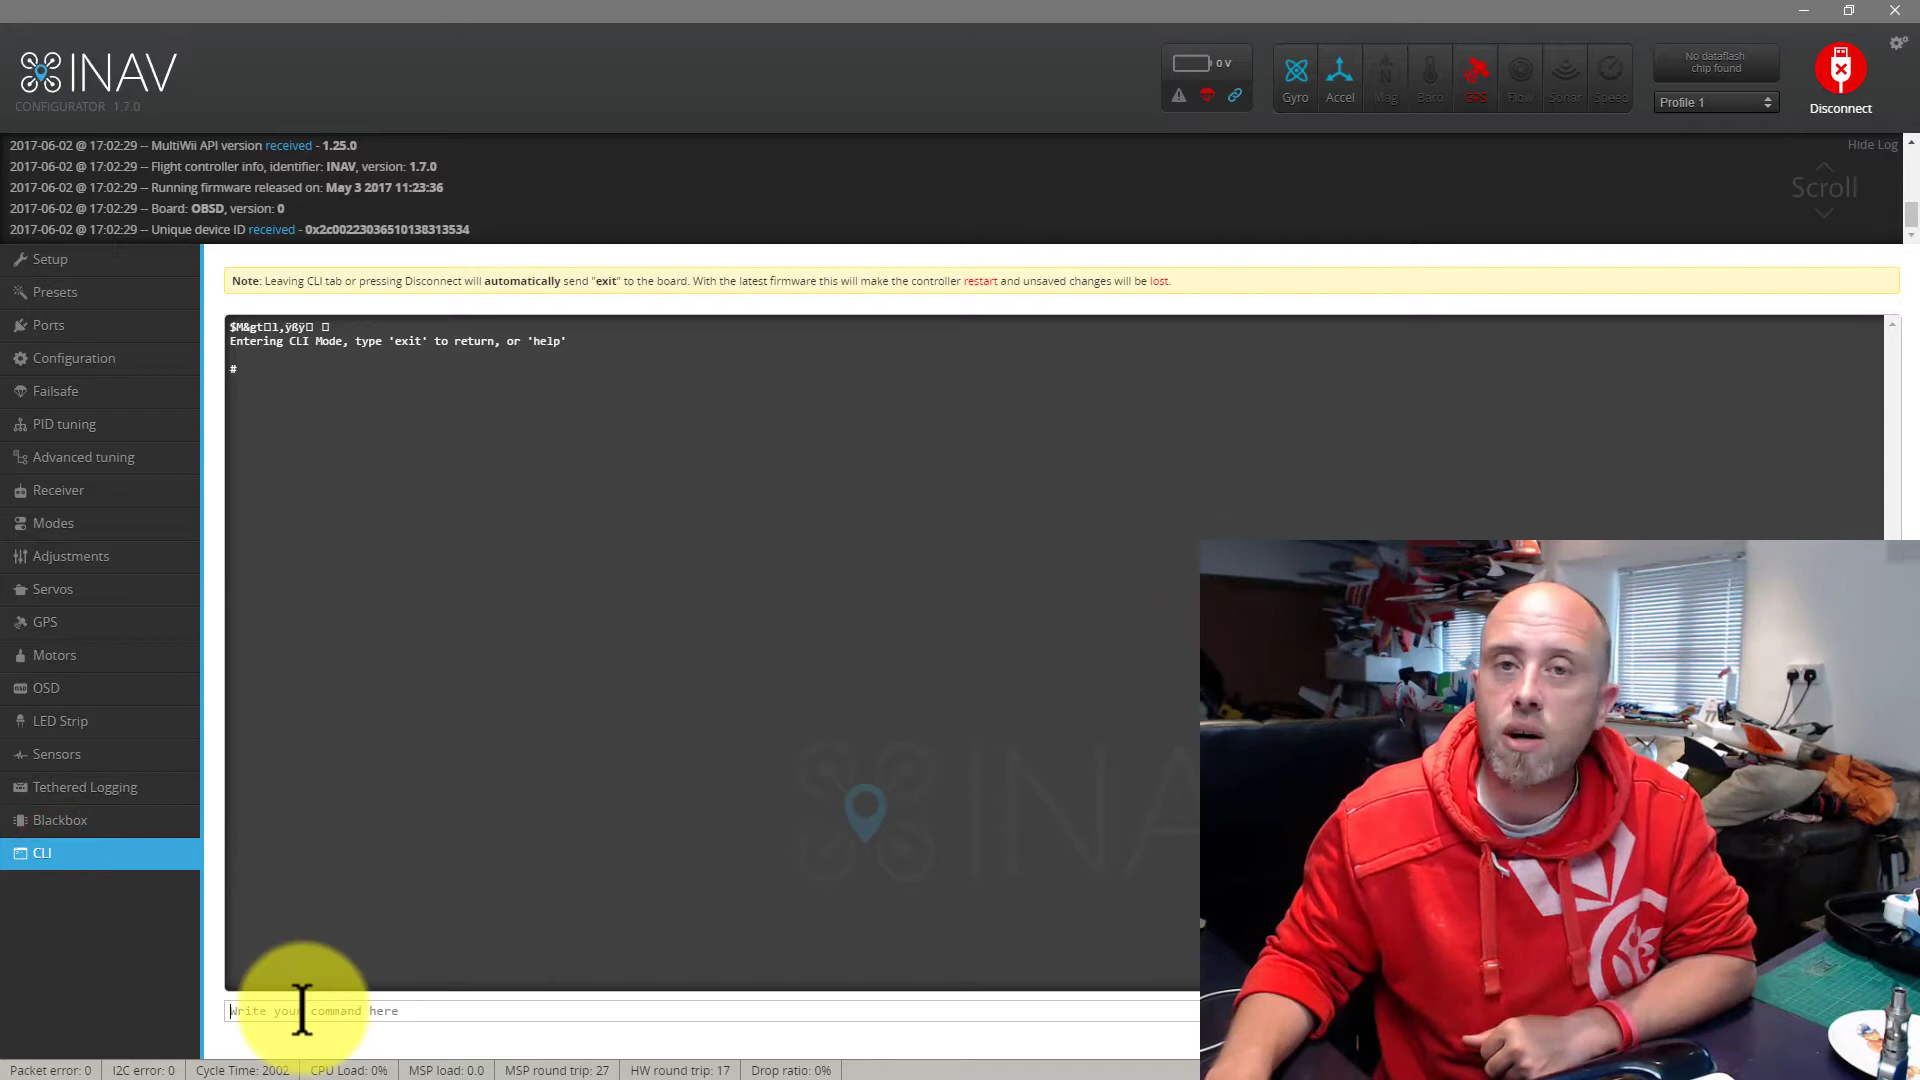 INAV
CONFIGURATOR 1.7.0
0 V
Gyro
Accel
Mag
Baro
GPS
Flow
Sonar
Speed
No dataflash
chip found
Profile 1
Disconnect
2017-06-02 @ 17:02:29 -- MultiWii API version received - 1.25.0
2017-06-02 @ 17:02:29 -- Flight controller info, identifier: INAV, version: 1.7.0
2017-06-02 @ 17:02:29 -- Running firmware released on: May 3 2017 11:23:36
2017-06-02 @ 17:02:29 -- Board: OBSD, version: 0
2017-06-02 @ 17:02:29 -- Unique device ID received - 0x2c00223036510138313534
Hide Log
Scroll
Setup
Presets
Ports
Configuration
Failsafe
PID tuning
Advanced tuning
Receiver
Modes
Adjustments
Servos
GPS
Motors
OSD
LED Strip
Sensors
Tethered Logging
Blackbox
CLI
Note: Leaving CLI tab or pressing Disconnect will automatically send "exit" to the board. With the latest firmware this will make the controller restart and unsaved changes will be lost.
$M&gt□l,ÿßÿ□ □
Entering CLI Mode, type 'exit' to return, or 'help'
#
INA
Write your command here
Packet error: 0
I2C error: 0
Cycle Time: 2002
CPU Load: 0%
MSP load: 0.0
MSP round trip: 27
HW round trip: 17
Drop ratio: 0%